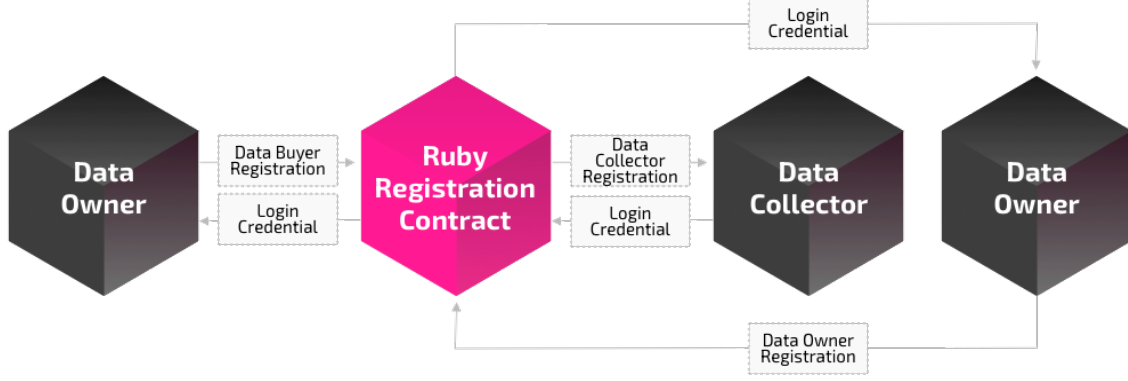 Login
Credential
Data
Owner
Data Buyer
Registration
Login
Credential
Ruby
Registration
Contract
Data
Collector
Registration
Login
Credential
Data
Collector
Data
Owner
Data Owner
Registration